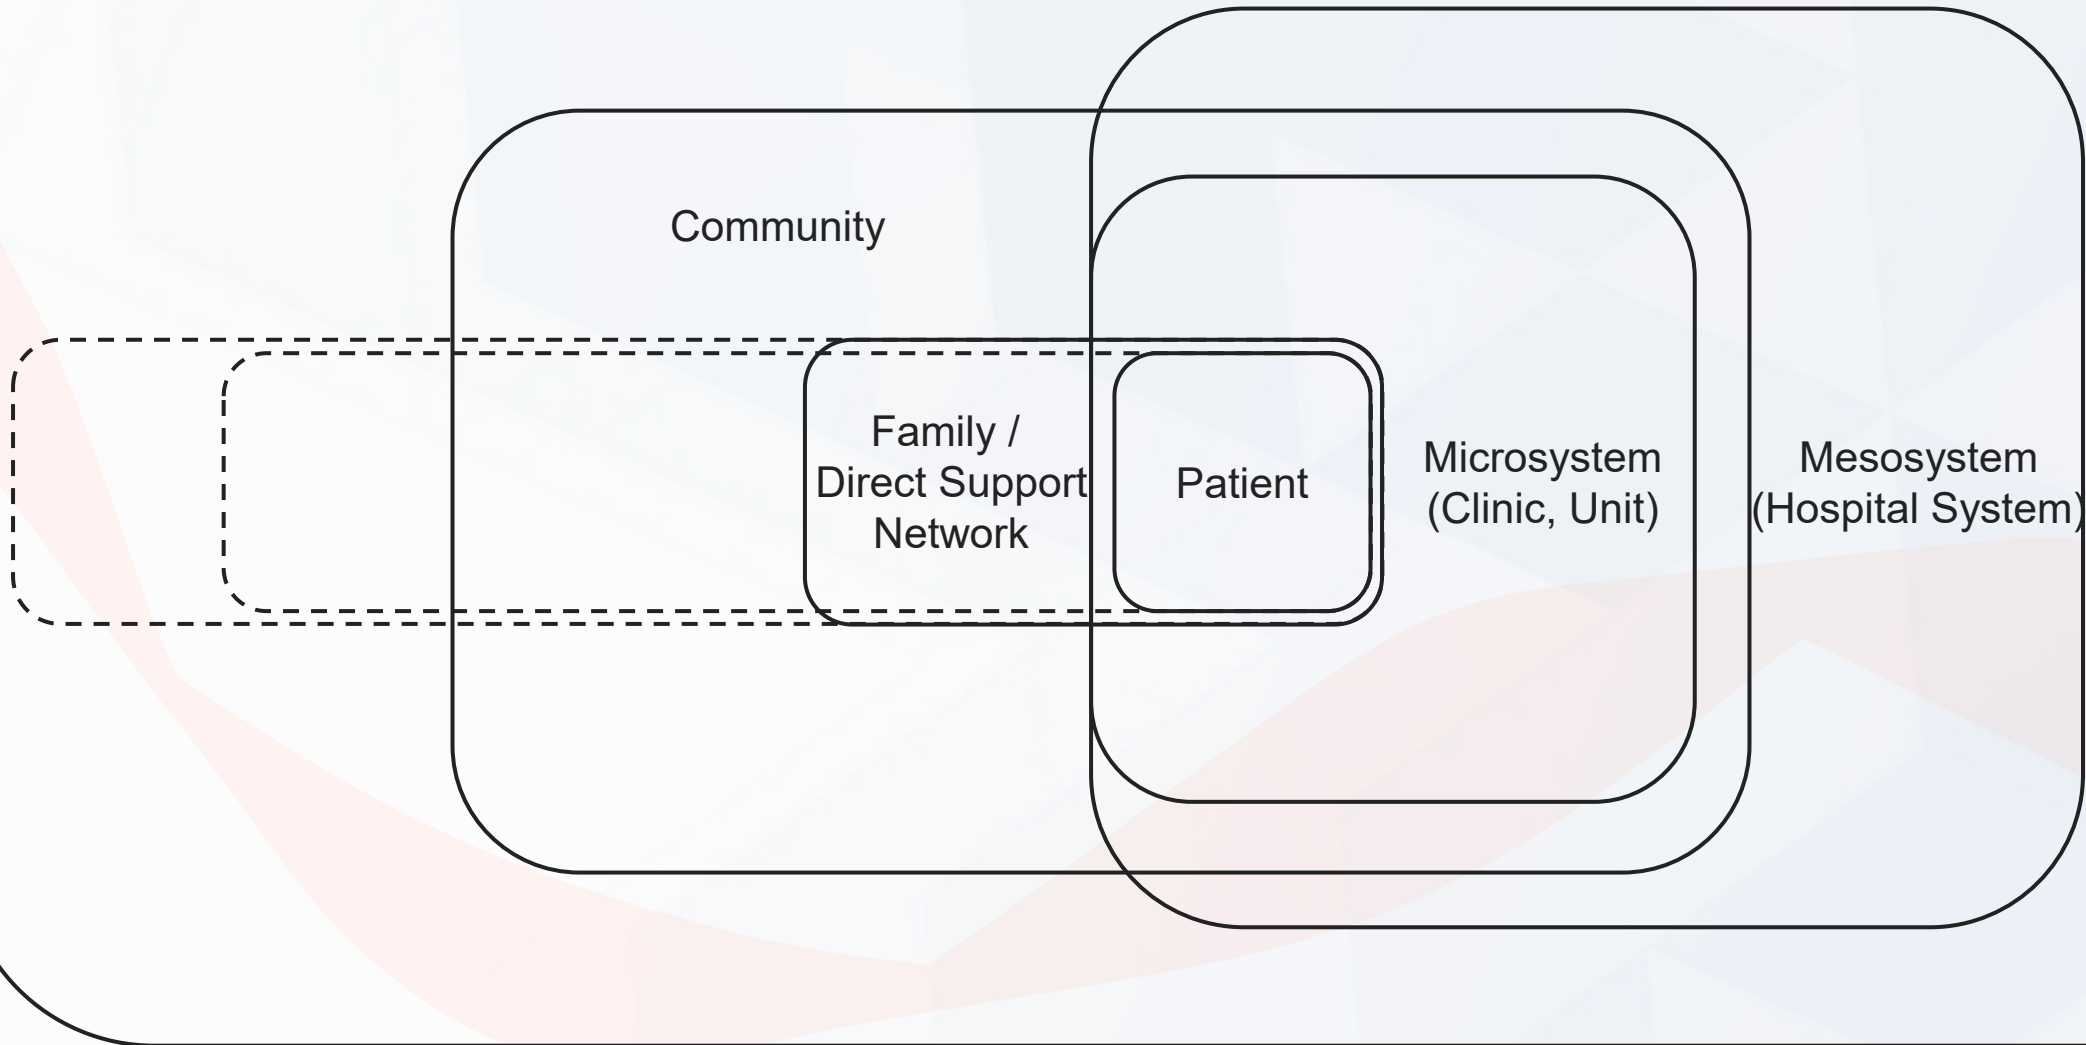 Community
Family /
Direct Support
Network
Patient
Microsystem
(Clinic, Unit)
Mesosystem
(Hospital System)